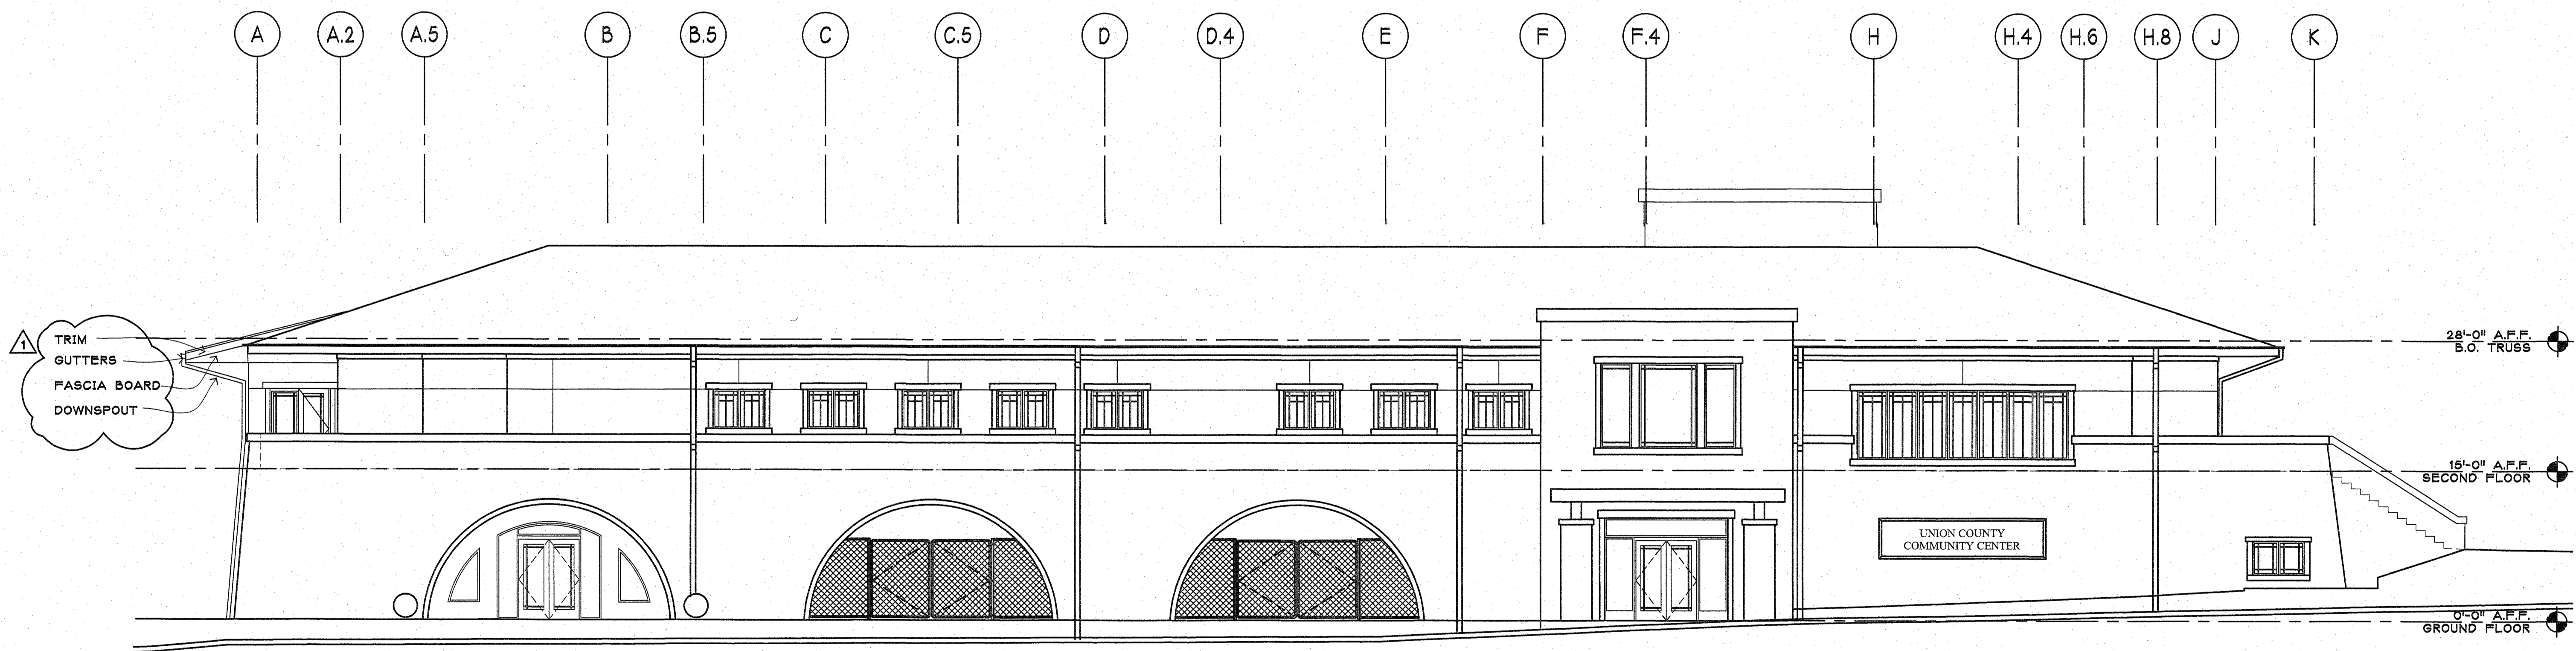 A A.2 A.5 B B.5 C C.5 D D.4 E F F.4 H H.4 H.6 H.8 J K
1
TRIM
GUTTERS
FASCIA BOARD
DOWNSPOUT
28'-0" A.F.F.
B.O. TRUSS
15'-0" A.F.F.
SECOND FLOOR
UNION COUNTY
COMMUNITY CENTER
0'-0" A.F.F.
GROUND FLOOR